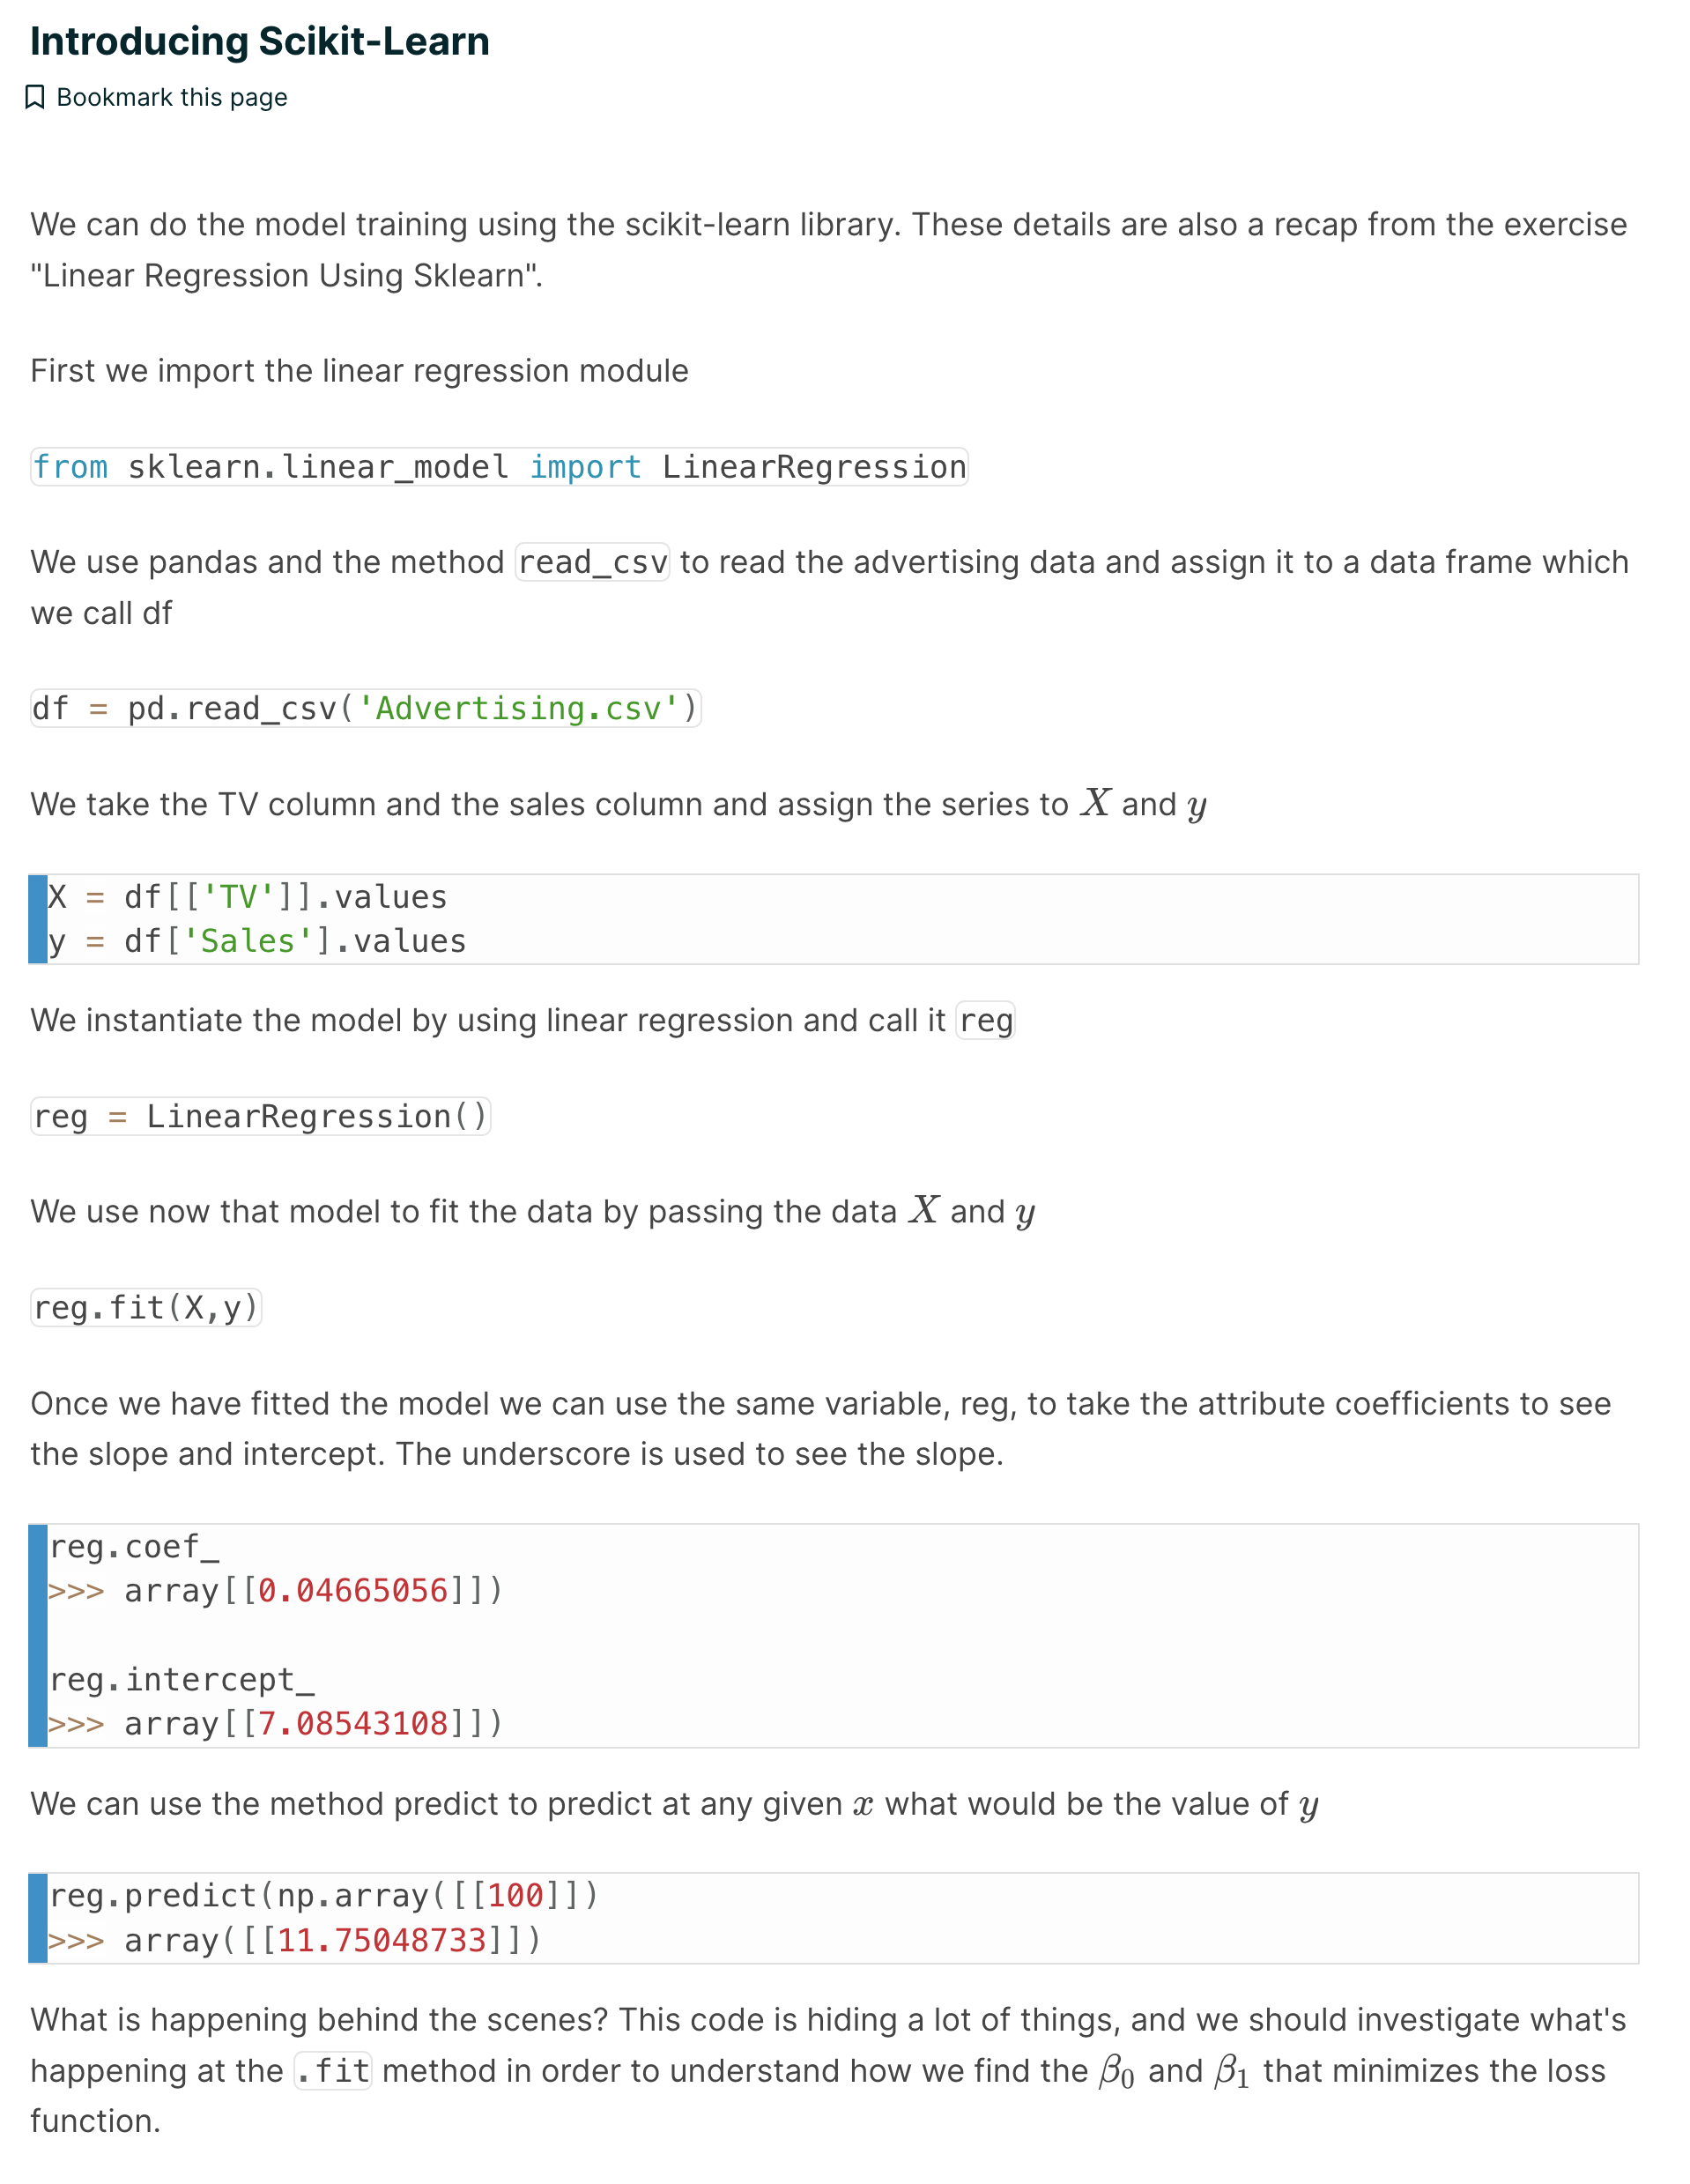 Introducing Scikit-Learn
Bookmark this page
We can do the model training using the scikit-learn library. These details are also a recap from the exercise
"Linear Regression Using Sklearn".
First we import the linear regression module
from sklearn.linear_model import LinearRegression
We use pandas and the method read_csv to read the advertising data and assign it to a data frame which
we call df
df = pd.read_csv('Advertising.csv')
We take the TV column and the sales column and assign the series to X and y
X = df[['TV']].values
y = df['Sales'].values
We instantiate the model by using linear regression and call it reg
reg = LinearRegression()
We use now that model to fit the data by passing the data X and y
reg.fit(X,y)
Once we have fitted the model we can use the same variable, reg, to take the attribute coefficients to see
the slope and intercept. The underscore is used to see the slope.
reg.coef_
>>> array[[0.04665056]])
reg.intercept_
>>> array[[7.08543108]])
We can use the method predict to predict at any given x what would be the value of y
reg.predict(np.array([[100]])
>>> array([[11.75048733]])
What is happening behind the scenes? This code is hiding a lot of things, and we should investigate what's
happening at the .fit method in order to understand how we find the β₀ and β₁ that minimizes the loss
function.